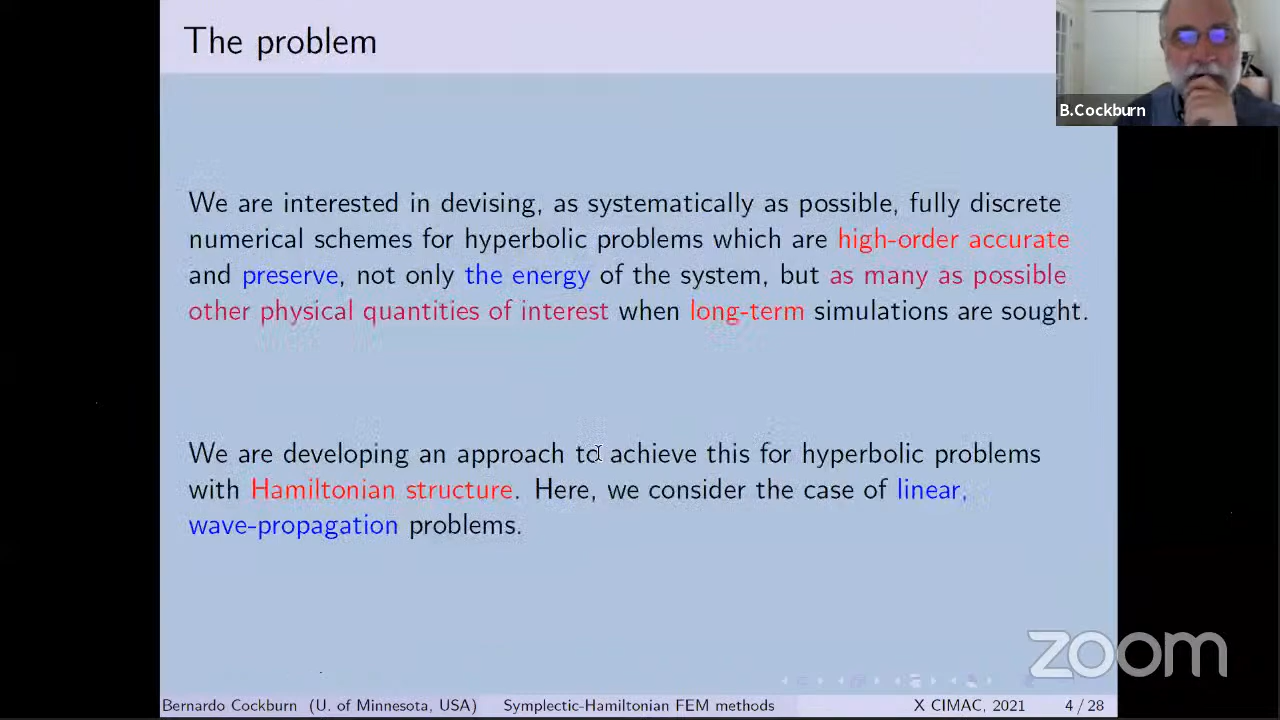 The problem
B.Cockburn
We are interested in devising, as systematically as possible, fully discrete
numerical schemes for hyperbolic problems which are high-order accurate
and preserve, not only the energy of the system, but as many as possible
other physical quantities of interest when long-term simulations are sought.
We are developing an approach to achieve this for hyperbolic problems
with Hamiltonian structure. Here, we consider the case of linear,
wave-propagation problems.
zoom
Bernardo Cockburn (U. of Minnesota, USA) Symplectic-Hamiltonian FEM methods X CIMAC, 2021 4 / 28